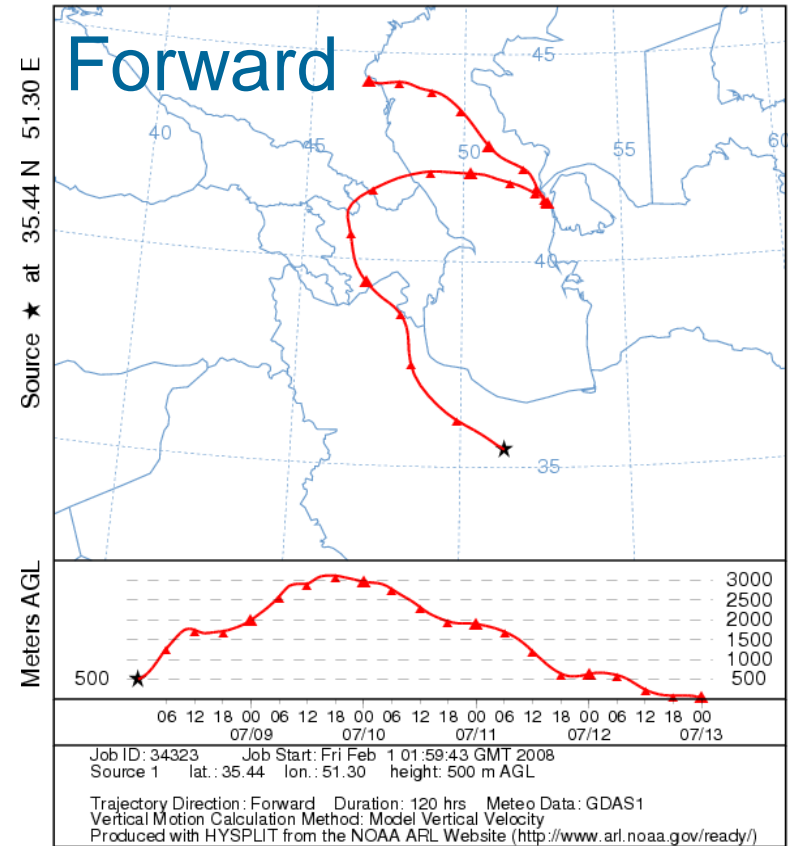 Forward
Source ★ at 35.44 N 51.30 E
45
40
45
50
55
60
40
35
Meters AGL
3000
2500
2000
1500
1000
500
500
06 12 18 00 06 12 18 00 06 12 18 00 06 12 18 00 06 12 18 00
07/09 07/10 07/11 07/12 07/13
Job ID: 34323 Job Start: Fri Feb 1 01:59:43 GMT 2008
Source 1 lat.: 35.44 lon.: 51.30 height: 500 m AGL
Trajectory Direction: Forward Duration: 120 hrs Meteo Data: GDAS1
Vertical Motion Calculation Method: Model Vertical Velocity
Produced with HYSPLIT from the NOAA ARL Website (http://www.arl.noaa.gov/ready/)